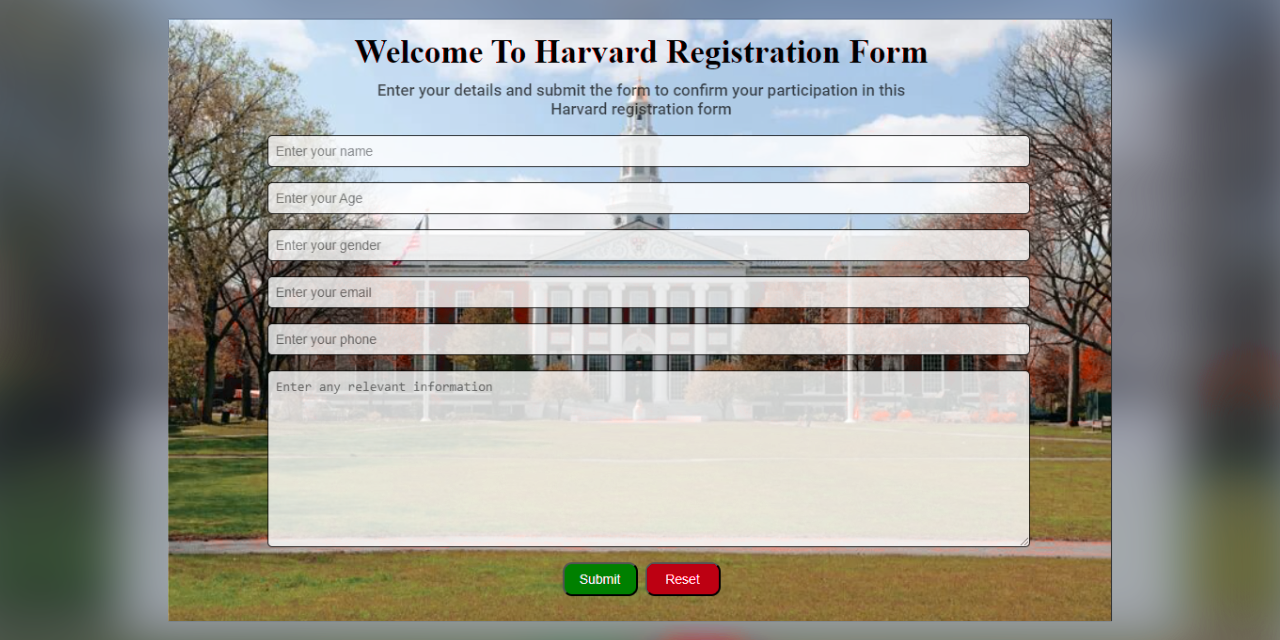 Welcome To Harvard Registration Form
Enter your details and submit the form to confirm your participation in this
Harvard registration form
Enter your name
Enter your Age
Enter your gender
Enter your email
Enter your phone
Enter any relevant information
Submit
Reset